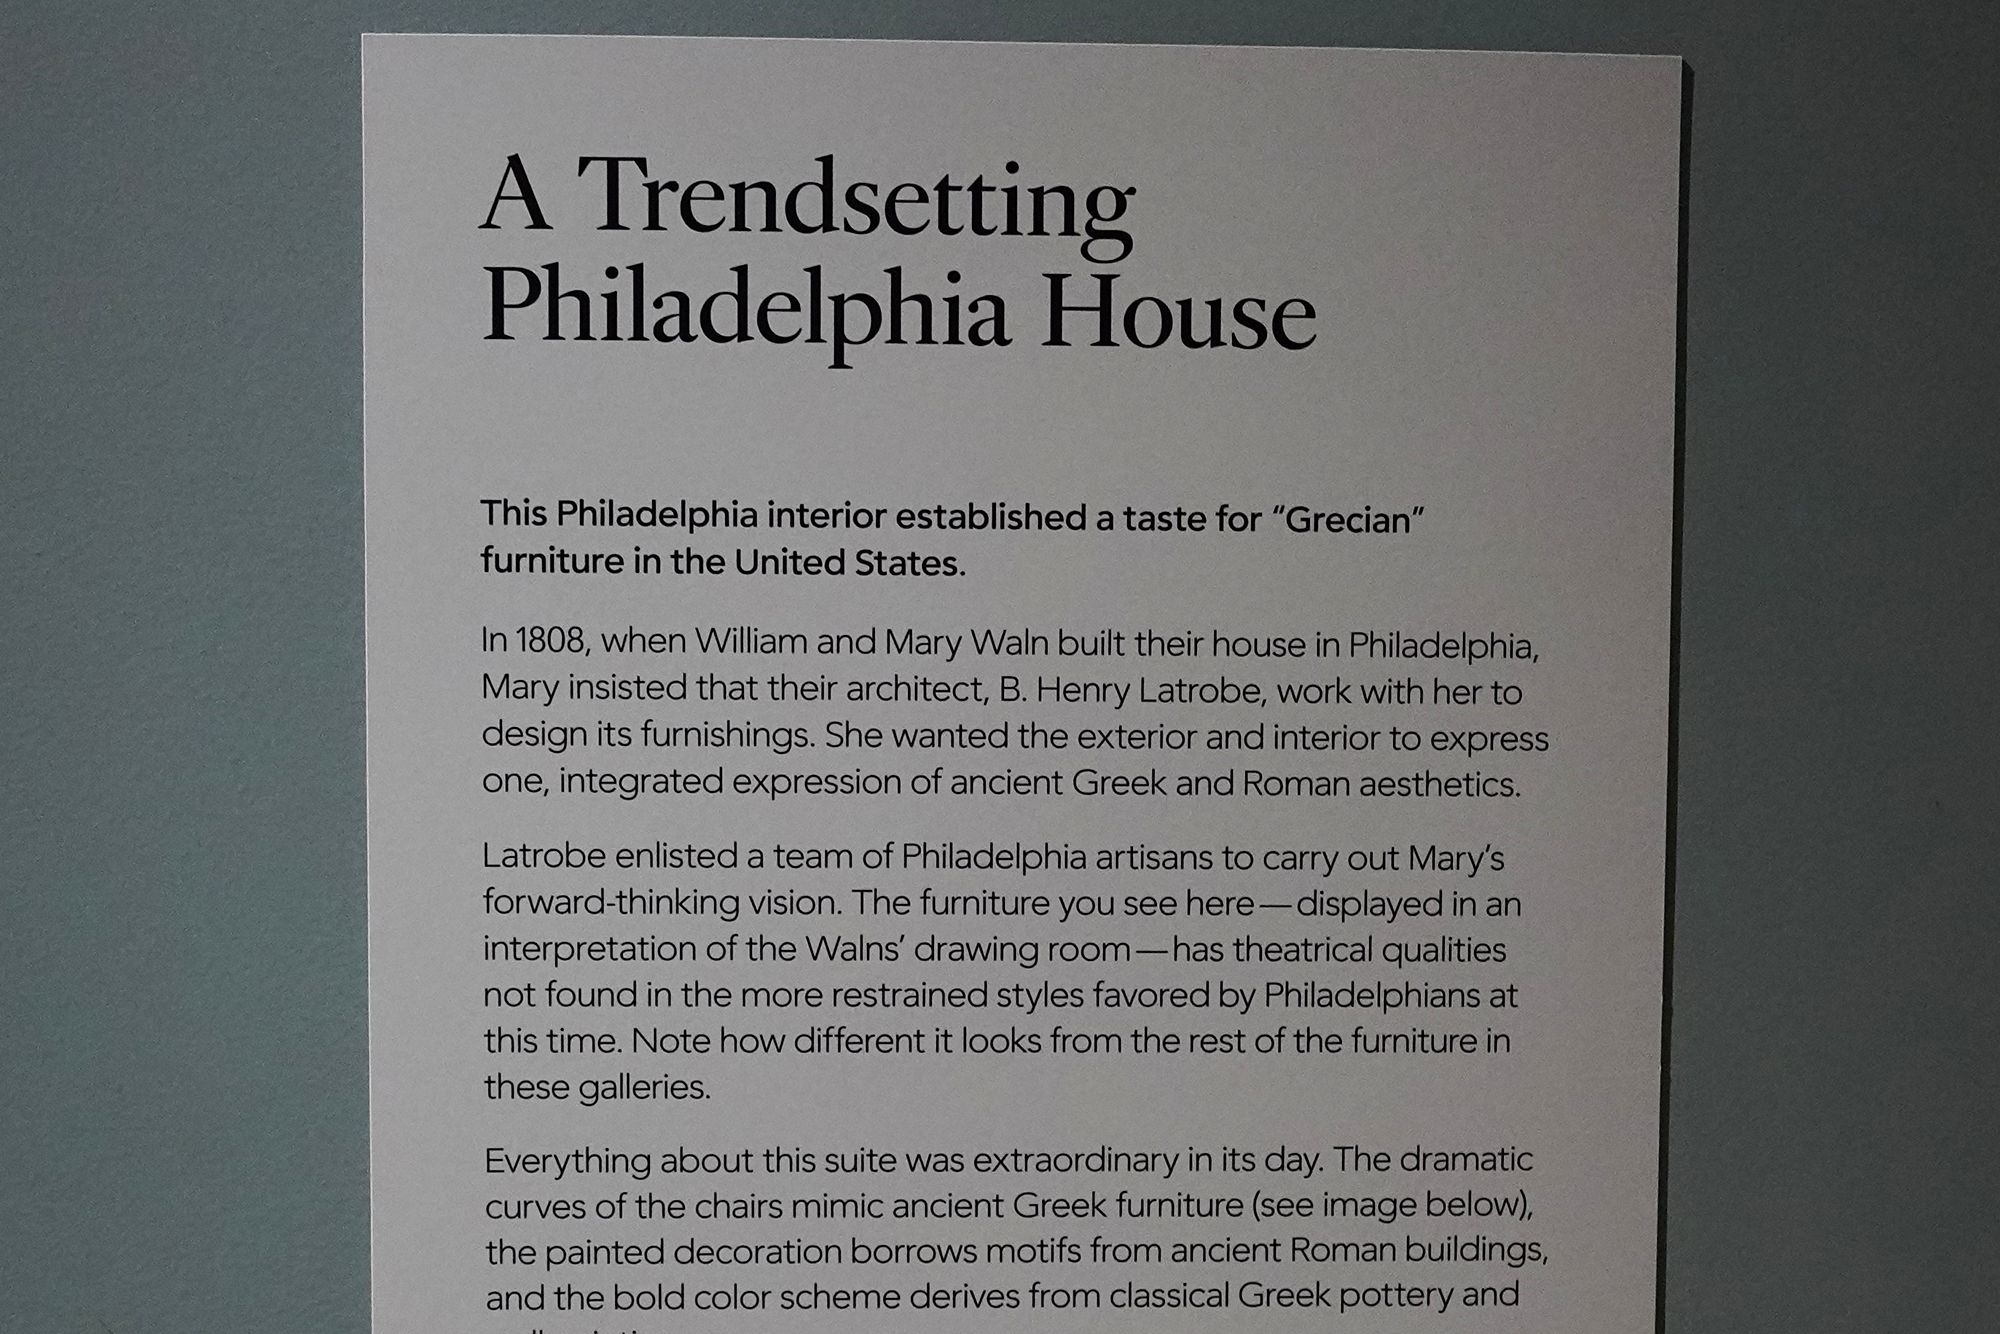 A Trendsetting
Philadelphia House
This Philadelphia interior established a taste for “Grecian”
furniture in the United States.
In 1808, when William and Mary Waln built their house in Philadelphia,
Mary insisted that their architect, B. Henry Latrobe, work with her to
design its furnishings. She wanted the exterior and interior to express
one, integrated expression of ancient Greek and Roman aesthetics.
Latrobe enlisted a team of Philadelphia artisans to carry out Mary’s
forward-thinking vision. The furniture you see here—displayed in an
interpretation of the Walns’ drawing room—has theatrical qualities
not found in the more restrained styles favored by Philadelphians at
this time. Note how different it looks from the rest of the furniture in
these galleries.
Everything about this suite was extraordinary in its day. The dramatic
curves of the chairs mimic ancient Greek furniture (see image below),
the painted decoration borrows motifs from ancient Roman buildings,
and the bold color scheme derives from classical Greek pottery and